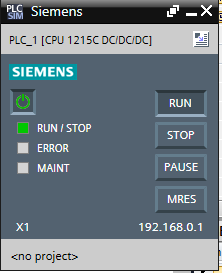 PLC SIM Siemens
PLC_1 [CPU 1215C DC/DC/DC]
SIEMENS
RUN
RUN / STOP
STOP
ERROR
MAINT
PAUSE
MRES
X1 192.168.0.1
<no project>